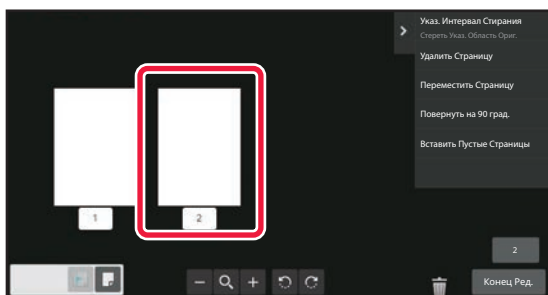 Указ. Интервал Стирания
Стереть Указ. Область Ориг.
Удалить Страницу
Переместить Страницу
Повернуть на 90 град.
Вставить Пустые Страницы
1
2
2
Конец Ред.